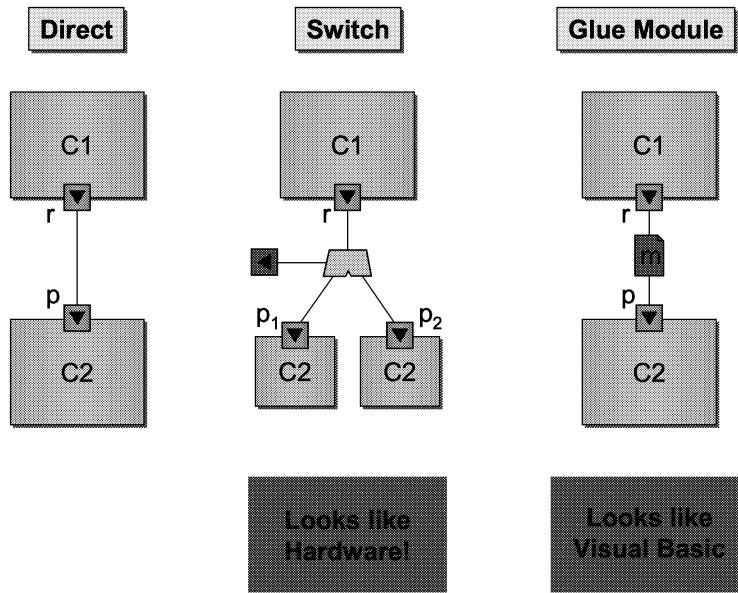 Direct
Switch
Glue Module
C1
C1
C1
r
r
r
m
p
p1
p2
p
C2
C2
C2
C2
Looks like
Hardware!
Looks like
Visual Basic